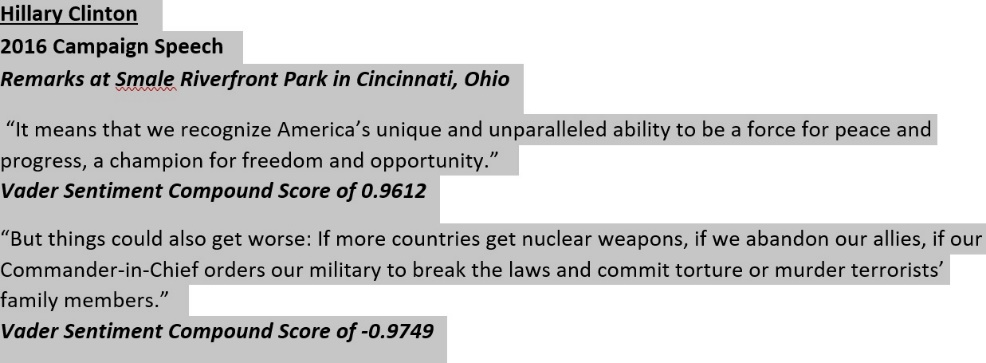 Hillary Clinton
2016 Campaign Speech
Remarks at Smale Riverfront Park in Cincinnati, Ohio
“It means that we recognize America’s unique and unparalleled ability to be a force for peace and
progress, a champion for freedom and opportunity.”
Vader Sentiment Compound Score of 0.9612
“But things could also get worse: If more countries get nuclear weapons, if we abandon our allies, if our
Commander-in-Chief orders our military to break the laws and commit torture or murder terrorists’
family members.”
Vader Sentiment Compound Score of -0.9749